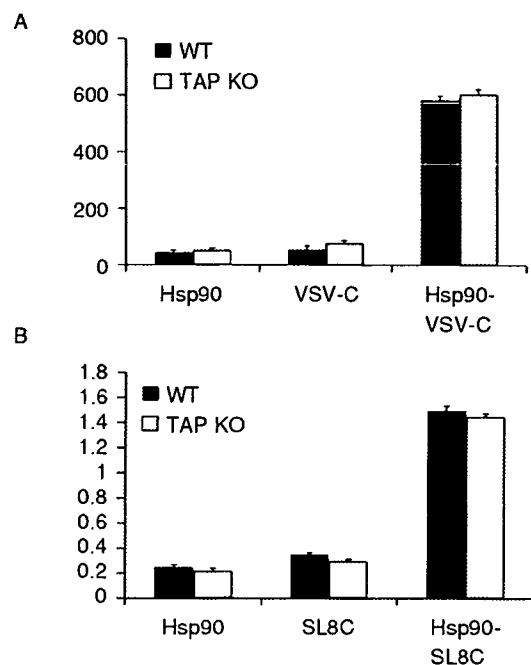 A
800
600
400
200
0
WT
TAP KO
Hsp90
VSV-C
Hsp90-
VSV-C
B
1.8
1.6
1.4
1.2
1
0.8
0.6
0.4
0.2
0
WT
TAP KO
Hsp90
SL8C
Hsp90-
SL8C